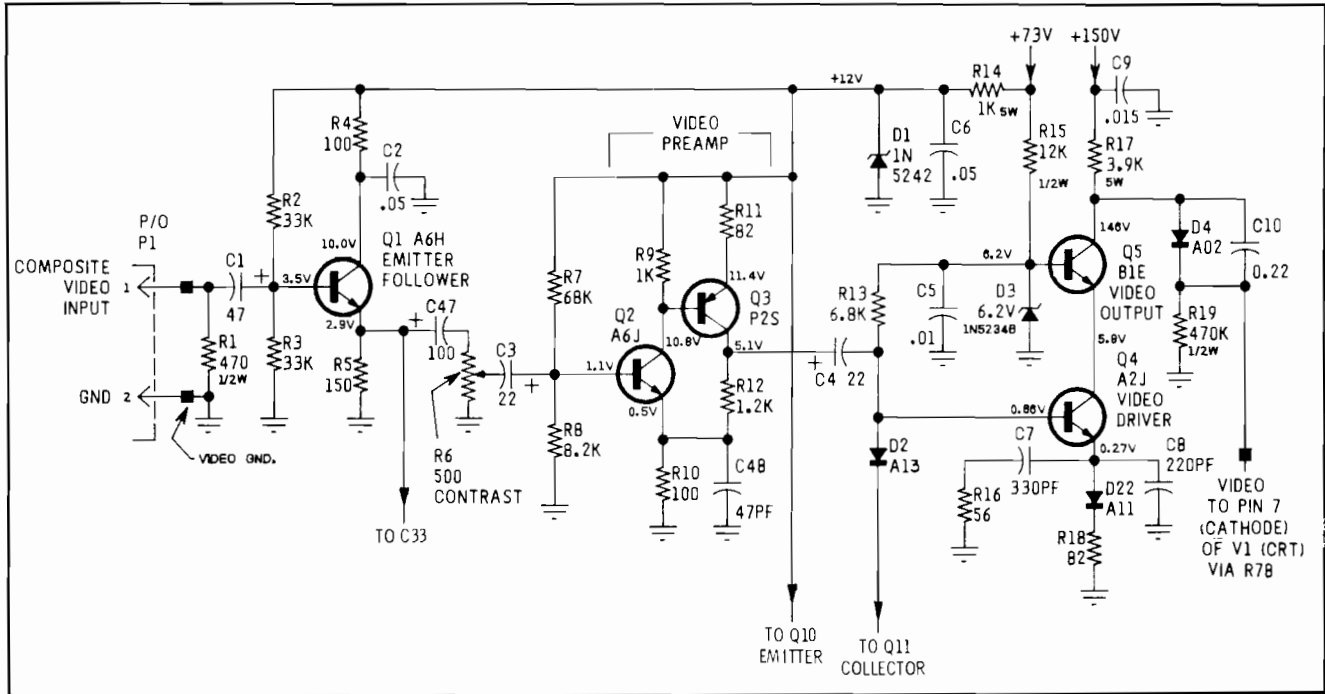 +73V
+150V
C9
.015
+12V
R14
1K 5W
R4
100
C2
.05
VIDEO
PREAMP
D1
1N
5242
C6
.05
R15
12K
1/2W
R17
3.9K
5W
R2
33K
R11
82
146V
D4
A02
C10
0.22
P/O
P1
10.0V
Q1 A6H
EMITTER
FOLLOWER
R9
1K
6.2V
Q5
B1E
VIDEO
OUTPUT
COMPOSITE
VIDEO
INPUT
1
C1
+
47
3.5V
R7
68K
11.4V
Q3
P2S
R13
6.8K
C5
.01
D3
6.2V
1N5234B
2.9V
C47
+
100
Q2
A6J
10.8V
5.1V
R19
470K
1/2W
R1
470
1/2W
R3
33K
R5
150
C3
22
+
1.1V
0.5V
R12
1.2K
+
C4
22
5.9V
Q4
A2J
VIDEO
DRIVER
GND
2
VIDEO GND.
R6
500
CONTRAST
R8
8.2K
0.86V
D2
A13
C7
330PF
0.27V
C8
220PF
R10
100
C48
47PF
R16
56
D22
A11
R18
82
TO C33
VIDEO
TO PIN 7
(CATHODE)
OF V1 (CRT)
VIA R78
TO Q10
EMITTER
TO Q11
COLLECTOR